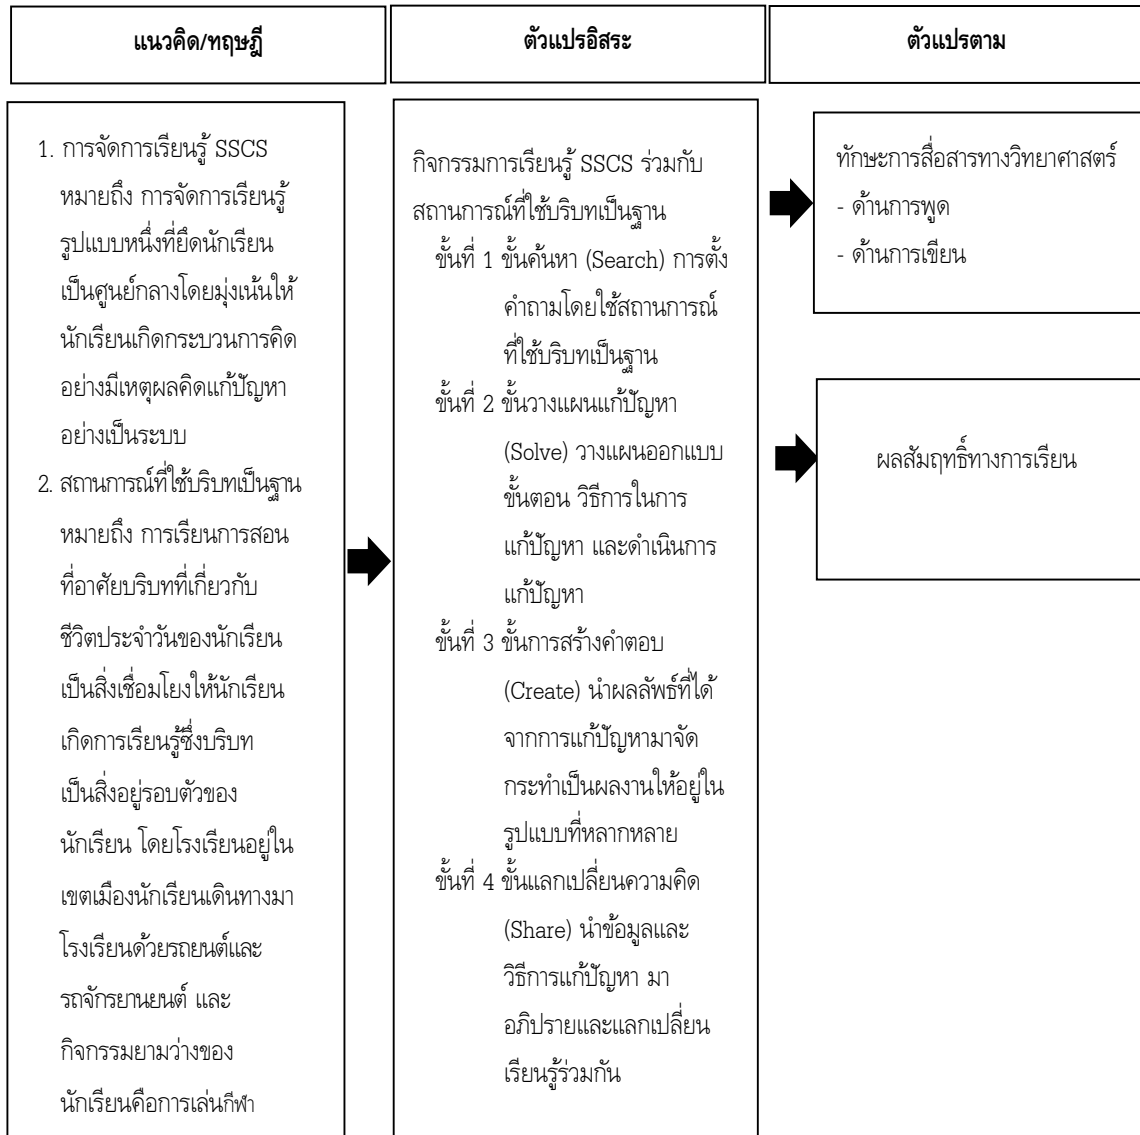 แนวคิด/ทฤษฎี
ตัวแปรอิสระ
ตัวแปรตาม
1. การจัดการเรียนรู้ SSCS
หมายถึง การจัดการเรียนรู้
รูปแบบหนึ่งที่ยึดนักเรียน
เป็นศูนย์กลางโดยมุ่งเน้นให้
นักเรียนเกิดกระบวนการคิด
อย่างมีเหตุผลคิดแก้ปัญหา
อย่างเป็นระบบ
2. สถานการณ์ที่ใช้บริบทเป็นฐาน
หมายถึง การเรียนการสอน
ที่อาศัยบริบทที่เกี่ยวกับ
ชีวิตประจำวันของนักเรียน
เป็นสิ่งเชื่อมโยงให้นักเรียน
เกิดการเรียนรู้ซึ่งบริบท
เป็นสิ่งอยู่รอบตัวของ
นักเรียน โดยโรงเรียนอยู่ใน
เขตเมืองนักเรียนเดินทางมา
โรงเรียนด้วยรถยนต์และ
รถจักรยานยนต์ และ
กิจกรรมยามว่างของ
นักเรียนคือการเล่นกีฬา
กิจกรรมการเรียนรู้ SSCS ร่วมกับ
สถานการณ์ที่ใช้บริบทเป็นฐาน
ขั้นที่ 1 ขั้นค้นหา (Search) การตั้ง
คำถามโดยใช้สถานการณ์
ที่ใช้บริบทเป็นฐาน
ขั้นที่ 2 ขั้นวางแผนแก้ปัญหา
(Solve) วางแผนออกแบบ
ขั้นตอน วิธีการในการ
แก้ปัญหา และดำเนินการ
แก้ปัญหา
ขั้นที่ 3 ขั้นการสร้างคำตอบ
(Create) นำผลลัพธ์ที่ได้
จากการแก้ปัญหามาจัด
กระทำเป็นผลงานให้อยู่ใน
รูปแบบที่หลากหลาย
ขั้นที่ 4 ขั้นแลกเปลี่ยนความคิด
(Share) นำข้อมูลและ
วิธีการแก้ปัญหา มา
อภิปรายและแลกเปลี่ยน
เรียนรู้ร่วมกัน
ทักษะการสื่อสารทางวิทยาศาสตร์
- ด้านการพูด
- ด้านการเขียน
ผลสัมฤทธิ์ทางการเรียน